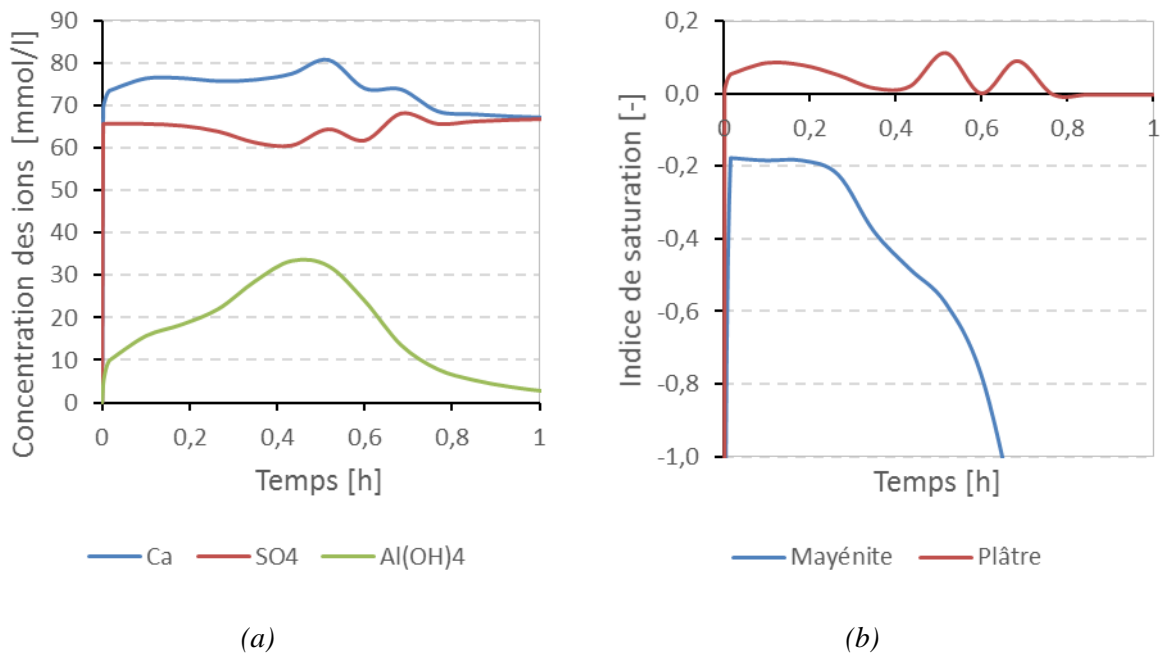 Concentration des ions [mmol/l]
90
80
70
60
50
40
30
20
10
0
0
0,2
0,4
0,6
0,8
1
Temps [h]
Ca
SO4
Al(OH)4
(a)
Indice de saturation [-]
0,2
0,0
-0,2
-0,4
-0,6
-0,8
-1,0
0
0,2
0,4
0,6
0,8
1
Temps [h]
Mayénite
Plâtre
(b)